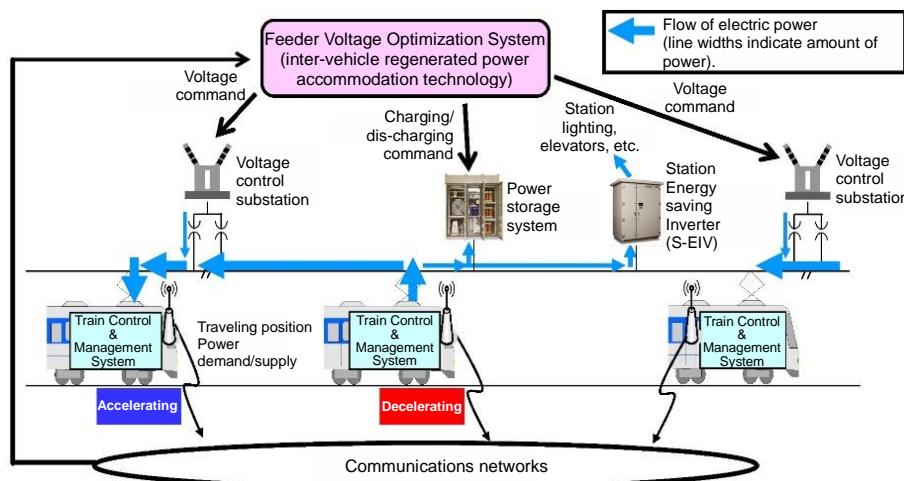 Feeder Voltage Optimization System
(inter-vehicle regenerated power
accommodation technology)
Flow of electric power
(line widths indicate amount of
power).
Voltage
command
Charging/
dis-charging
command
Station
lighting,
elevators, etc.
Voltage
command
Voltage
control
substation
Power
storage
system
Station
Energy
saving
Inverter
(S-EIV)
Voltage
control
substation
Train Control
&
Management
System
Traveling position
Power
demand/supply
Train Control
&
Management
System
Train Control
&
Management
System
Accelerating
Decelerating
Communications networks